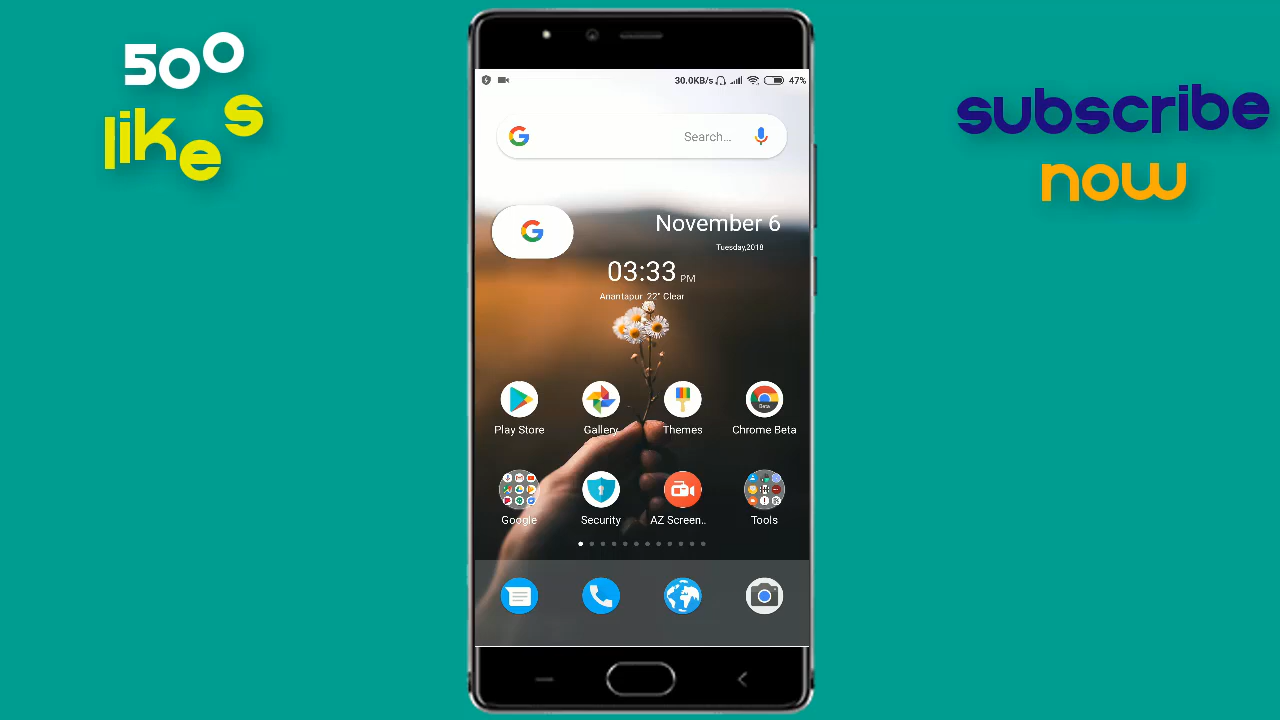 500
likes
subscribe
now
30.0KB/s 47%
Search...
November 6
Tuesday,2018
03:33 PM
Anantapur 22° Clear
Play Store Gallery Themes Chrome Beta
Google Security AZ Screen.. Tools